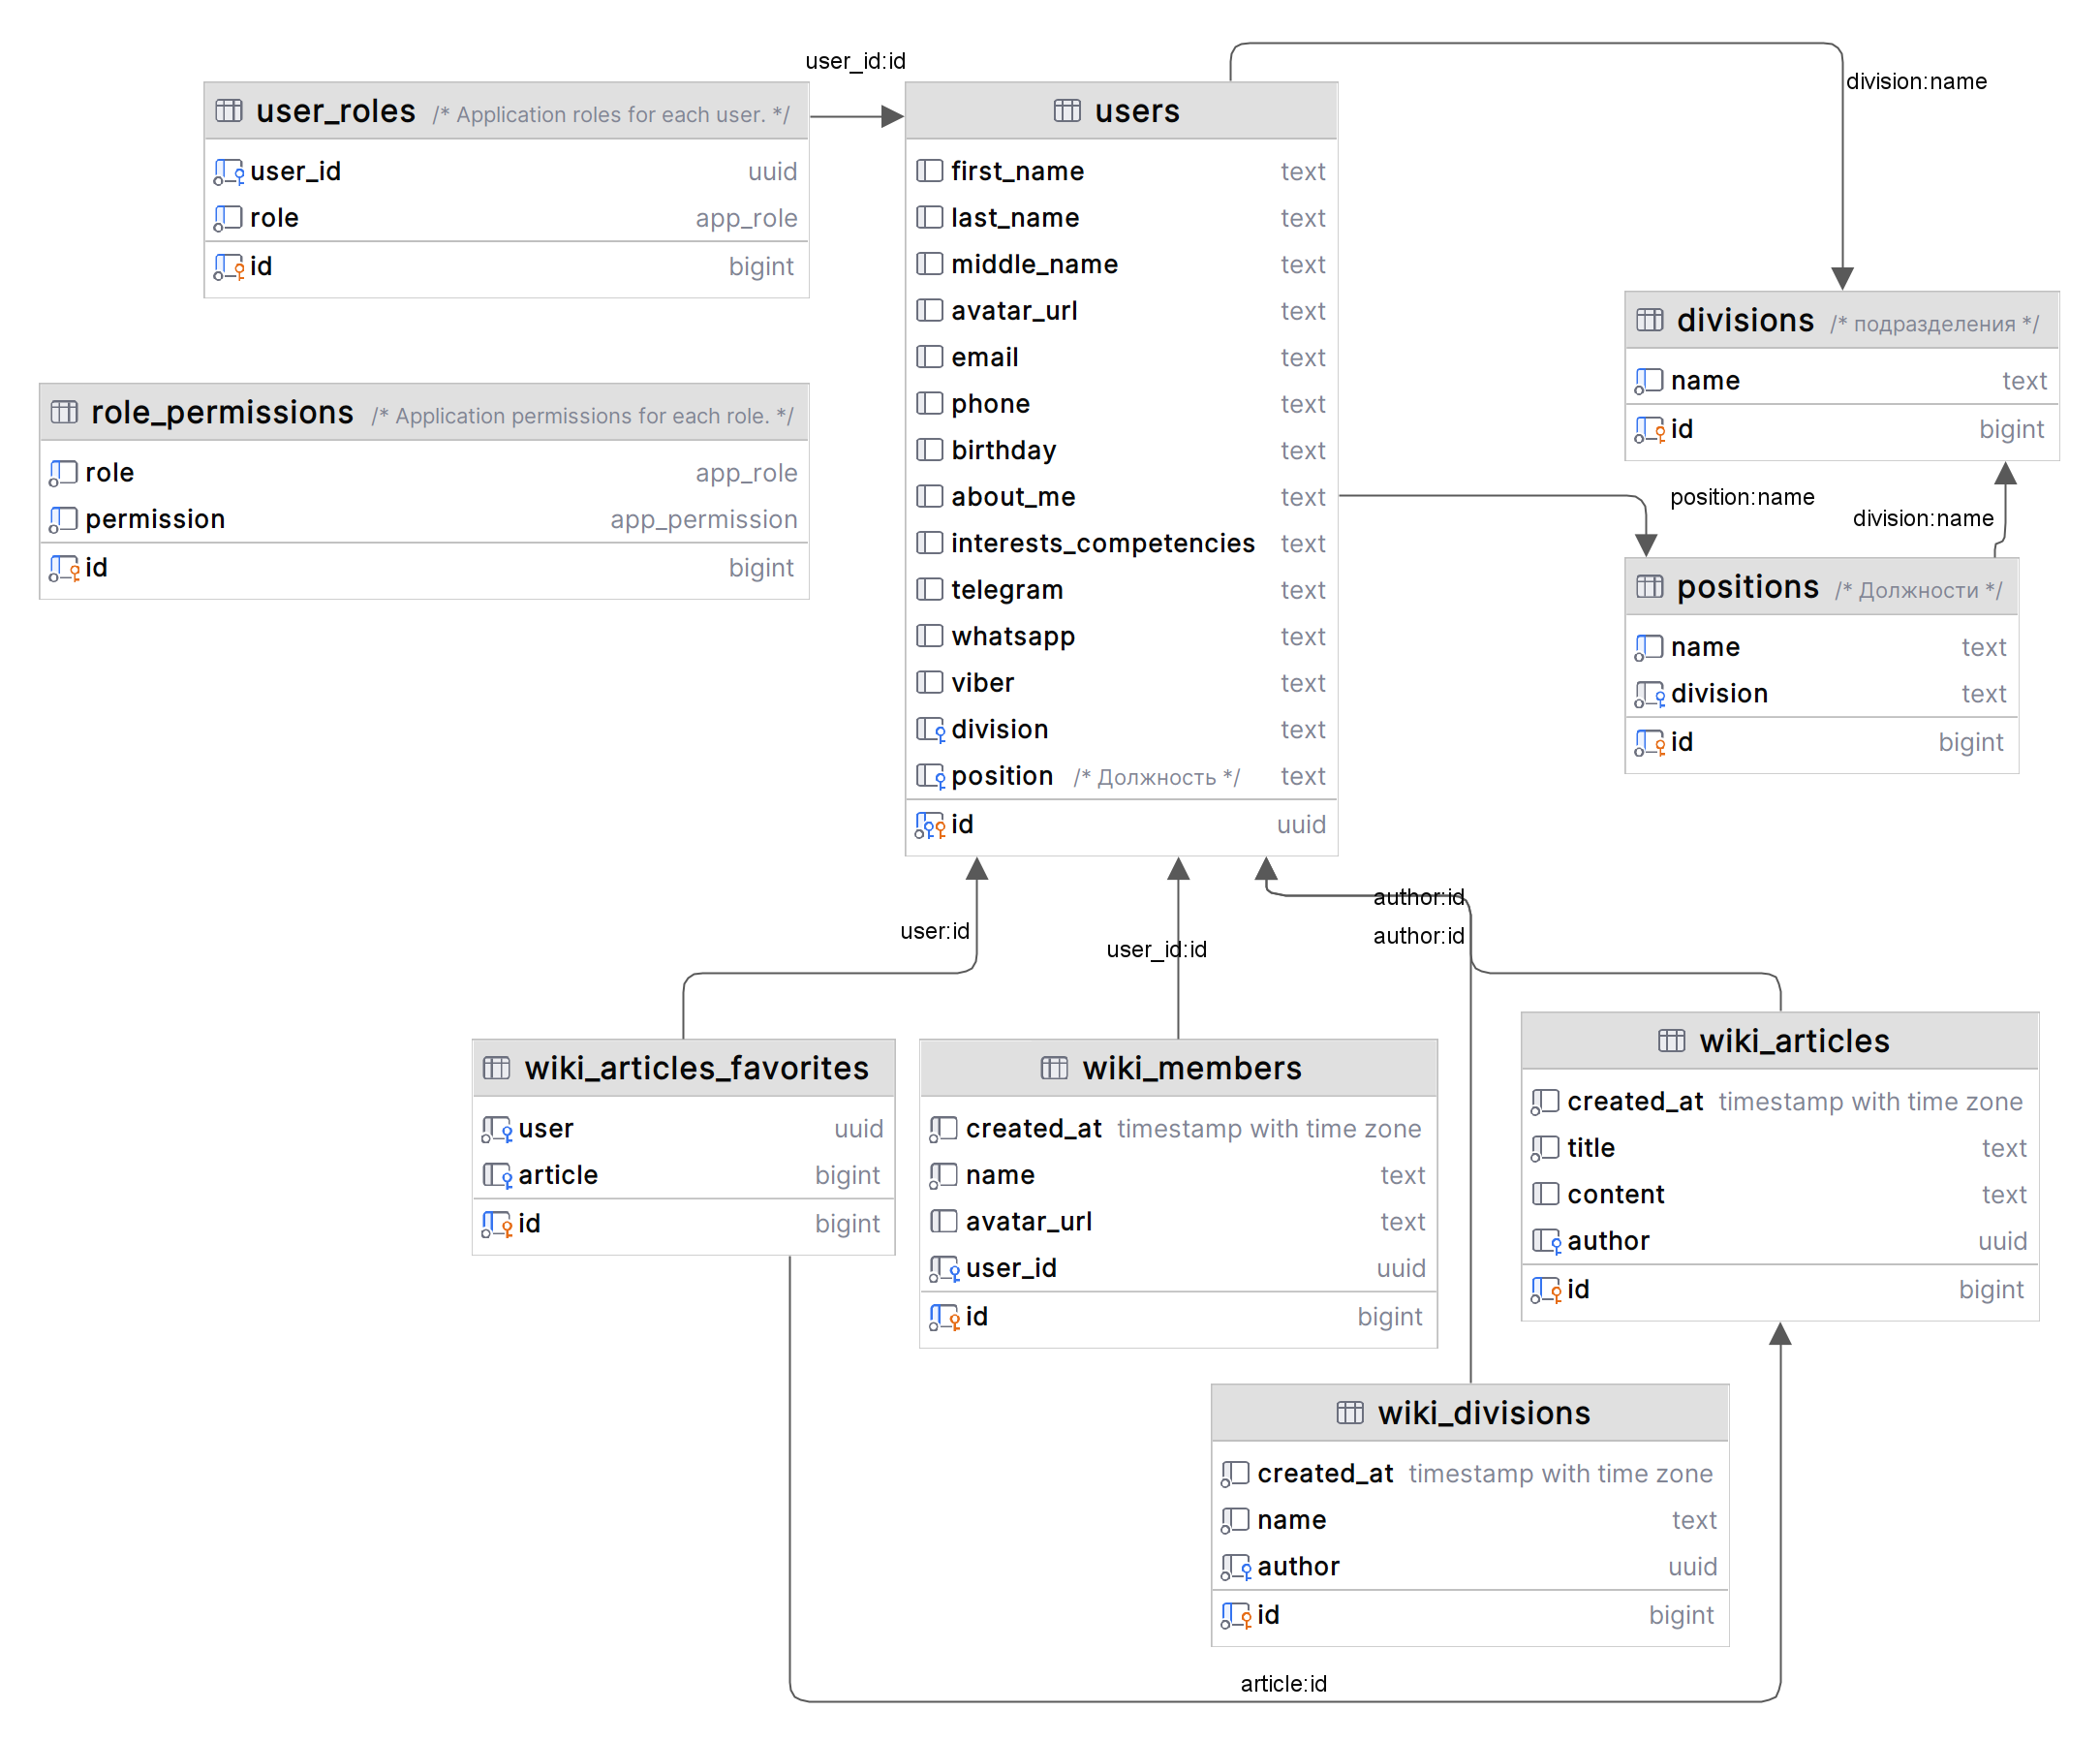 user_id:id
user_roles /* Application roles for each user. */
user_id uuid
role app_role
id bigint
role_permissions /* Application permissions for each role. */
role app_role
permission app_permission
id bigint
users
first_name text
last_name text
middle_name text
avatar_url text
email text
phone text
birthday text
about_me text
interests_competencies text
telegram text
whatsapp text
viber text
division text
position /* Должность */ text
id uuid
division:name
divisions /* подразделения */
name text
id bigint
position:name
division:name
positions /* Должности */
name text
division text
id bigint
user:id
user_id:id
author:id
author:id
wiki_articles_favorites
user uuid
article bigint
id bigint
wiki_members
created_at timestamp with time zone
name text
avatar_url text
user_id uuid
id bigint
wiki_articles
created_at timestamp with time zone
title text
content text
author uuid
id bigint
wiki_divisions
created_at timestamp with time zone
name text
author uuid
id bigint
article:id